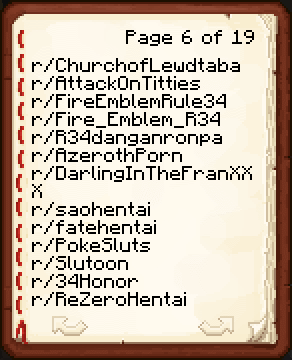 Page 6 of 19
r/ChurchofLewdtaba
r/AttackOnTitties
r/FireEmblemRule34
r/Fire_Emblem_R34
r/R34danganronpa
r/AzerothPorn
r/DarlingInTheFranXX
X
r/saohentai
r/fatehentai
r/PokeSluts
r/Slutoon
r/34Honor
r/ReZeroHentai